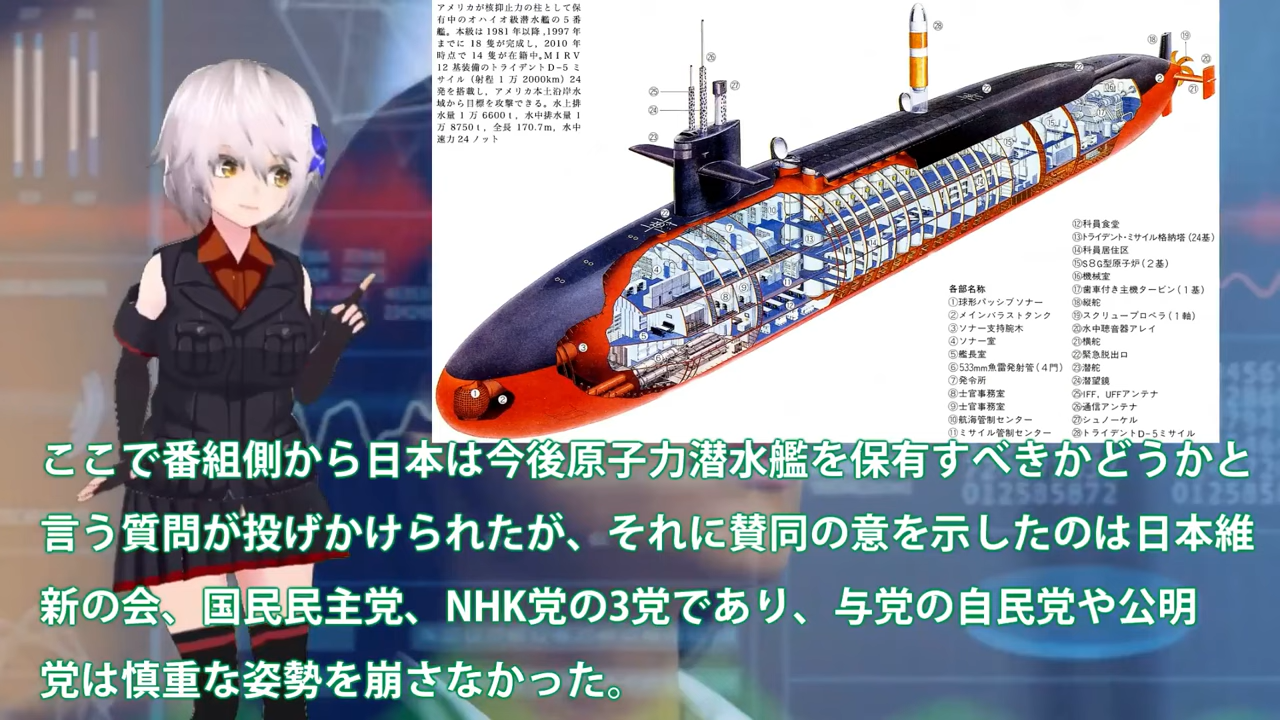 アメリカが核抑止力の柱として保
有中のオハイオ級潜水艦の5番
艦。本級は1981年以降,1997年
までに18隻が完成し,2010年
時点で14隻が在籍中。MIRV
12基装備のトライデントD-5ミ
サイル(射程1万2000km)24
発を搭載し,アメリカ本土沿岸水
域から目標を攻撃できる。水上排
水量1万6600t,水中排水量1
万8750t,全長170.7m,水中
速力24ノット
各部名称
①球形パッシブソナー
②メインバラストタンク
③ソナー支持腕木
④ソナー室
⑤艦長室
⑥533mm魚雷発射管(4門)
⑦発令所
⑧士官事務室
⑨士官事務室
⑩航海管制センター
⑪ミサイル管制センター
⑫科員食堂
⑬トライデント・ミサイル格納塔(24基)
⑭科員居住区
⑮S8G型原子炉(2基)
⑯機械室
⑰歯車付き主機タービン(1基)
⑱縦舵
⑲スクリュープロペラ(1軸)
⑳水中聴音器アレイ
㉑横舵
㉒緊急脱出口
㉓潜舵
㉔潜望鏡
㉕IFF,UFFアンテナ
㉖通信アンテナ
㉗シュノーケル
㉘トライデントD-5ミサイル
ここで番組側から日本は今後原子力潜水艦を保有すべきかどうかと
言う質問が投げかけられたが、それに賛同の意を示したのは日本維
新の会、国民民主党、NHK党の3党であり、与党の自民党や公明
党は慎重な姿勢を崩さなかった。